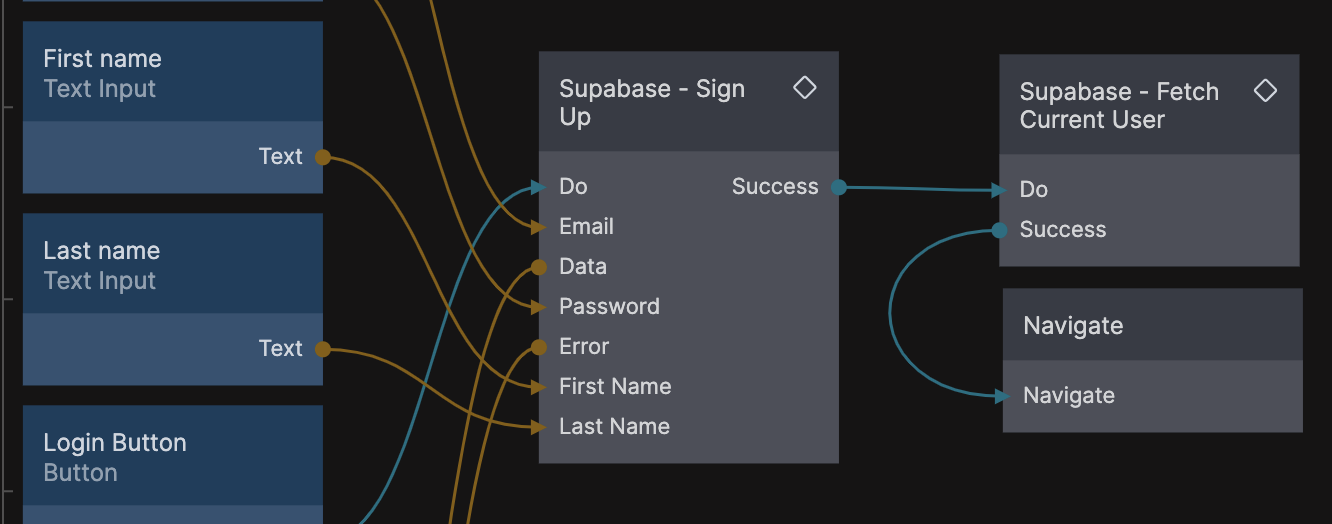 First name
Text Input
Text
Last name
Text Input
Text
Login Button
Button
Supabase - Sign
Up
Do
Success
Email
Data
Password
Error
First Name
Last Name
Supabase - Fetch
Current User
Do
Success
Navigate
Navigate